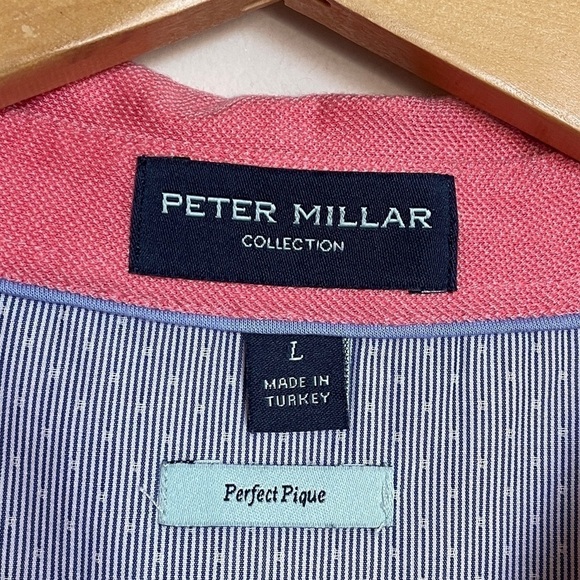 PETER MILLAR
COLLECTION
L
MADE IN
TURKEY
Perfect Pique